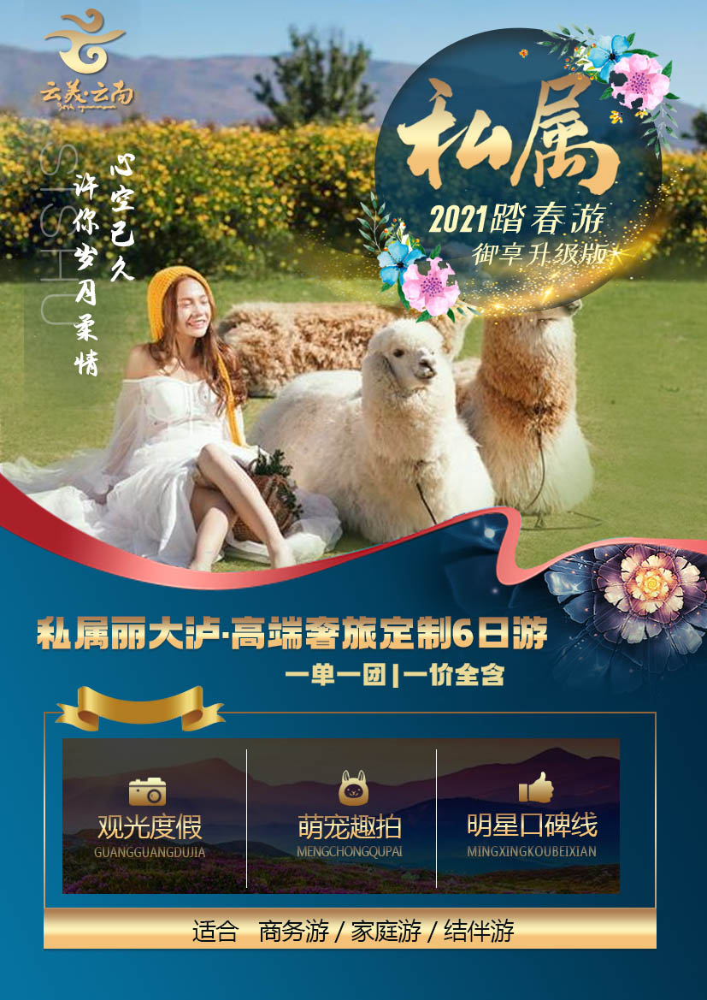 云美·云南
私属
2021踏春游
御享升级版
心空已久
许你岁月柔情
SISHU
私属丽大泸·高端奢旅定制6日游
一单一团|一价全含
观光度假
GUANGGUANGDUJIA
萌宠趣拍
MENGCHONGQUPAI
明星口碑线
MINGXINGKOUBEIXIAN
适合 商务游/家庭游/结伴游